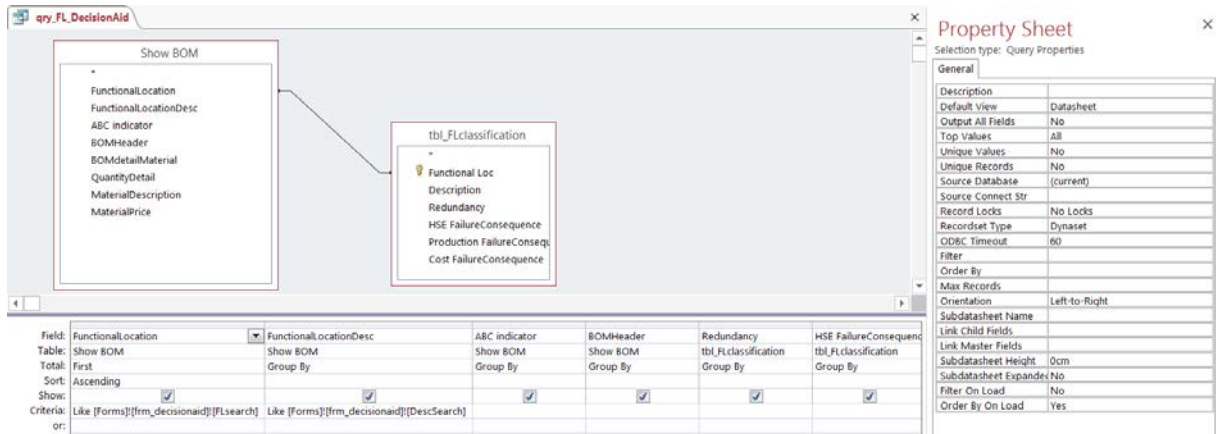 qry_FL_DecisionAid
Show BOM
*
FunctionalLocation
FunctionalLocationDesc
ABC indicator
BOMHeader
BOMdetailMaterial
QuantityDetail
MaterialDescription
MaterialPrice
tbl_FLclassification
*
Functional Loc
Description
Redundancy
HSE FailureConsequence
Production FailureConsequ
Cost FailureConsequence
Field: FunctionalLocation FunctionalLocationDesc ABC indicator BOMHeader Redundancy HSE FailureConsequenc
Table: Show BOM Show BOM Show BOM Show BOM tbl_FLclassification tbl_FLclassification
Total: First Group By Group By Group By Group By Group By
Sort: Ascending
Show:
Criteria: Like [Forms]![frm_decisionaid]![FLsearch] Like [Forms]![frm_decisionaid]![DescSearch]
or:
Property Sheet
Selection type: Query Properties
General
Description
Default View Datasheet
Output All Fields No
Top Values All
Unique Values No
Unique Records No
Source Database (current)
Source Connect Str
Record Locks No Locks
Recordset Type Dynaset
ODBC Timeout 60
Filter
Order By
Max Records
Orientation Left-to-Right
Subdatasheet Name
Link Child Fields
Link Master Fields
Subdatasheet Height 0cm
Subdatasheet Expanded No
Filter On Load No
Order By On Load Yes